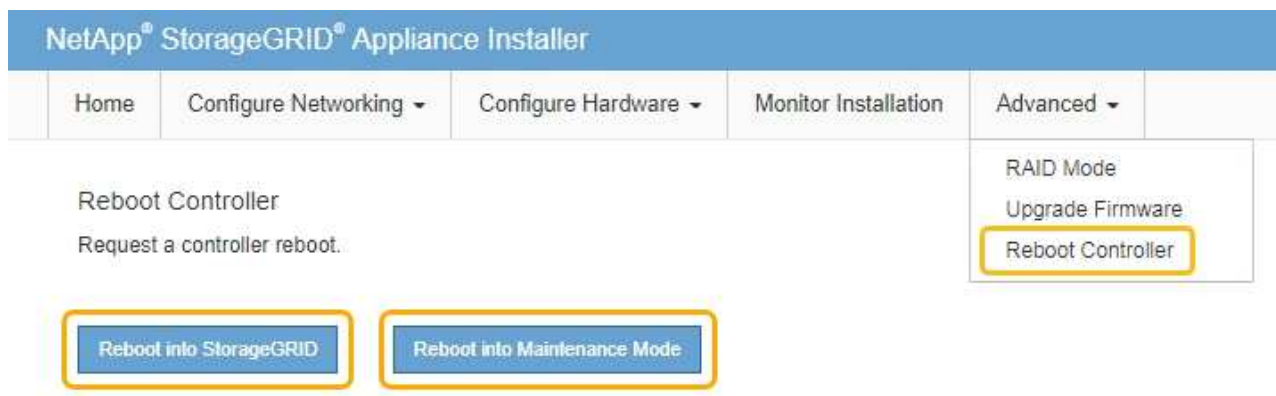 NetApp® StorageGRID® Appliance Installer
Home Configure Networking Configure Hardware Monitor Installation Advanced
RAID Mode
Upgrade Firmware
Reboot Controller
Reboot Controller
Request a controller reboot.
Reboot into StorageGRID Reboot into Maintenance Mode